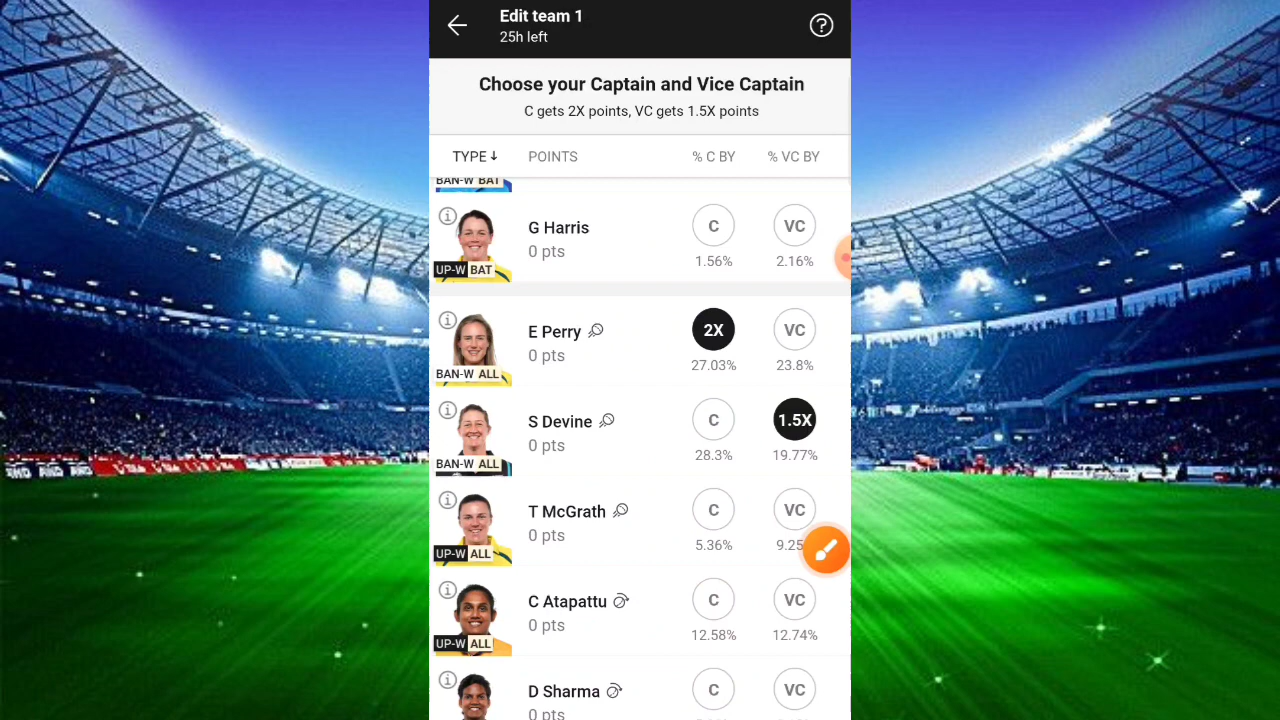 Edit team 1
25h left
Choose your Captain and Vice Captain
C gets 2X points, VC gets 1.5X points
TYPE↓ POINTS % C BY % VC BY
BAN-W BAT
G Harris
0 pts
C
VC
1.56%
2.16%
UP-W BAT
E Perry
0 pts
2X
VC
27.03%
23.8%
BAN-W ALL
S Devine
0 pts
C
1.5X
28.3%
19.77%
BAN-W ALL
T McGrath
0 pts
C
VC
5.36%
9.25
UP-W ALL
C Atapattu
0 pts
C
VC
12.58%
12.74%
UP-W ALL
D Sharma
0 pts
C
VC